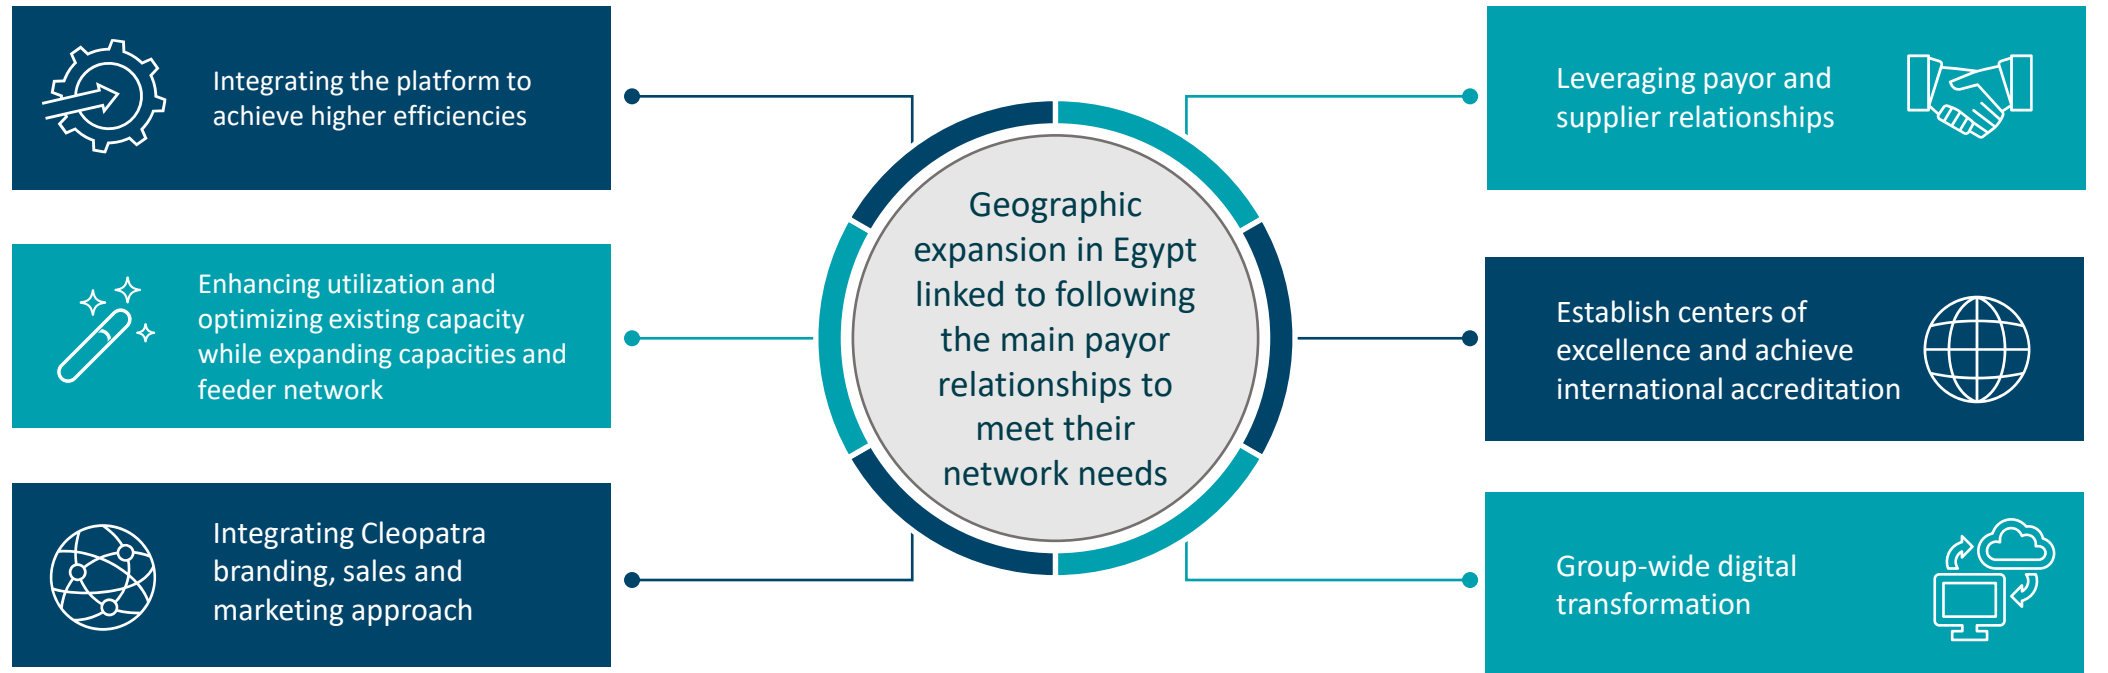 Integrating the platform to
achieve higher efficiencies
Enhancing utilization and
optimizing existing capacity
while expanding capacities and
feeder network
Integrating Cleopatra
branding, sales and
marketing approach
Geographic
expansion in Egypt
linked to following
the main payor
relationships to
meet their
network needs
Leveraging payor and
supplier relationships
Establish centers of
excellence and achieve
international accreditation
Group-wide digital
transformation